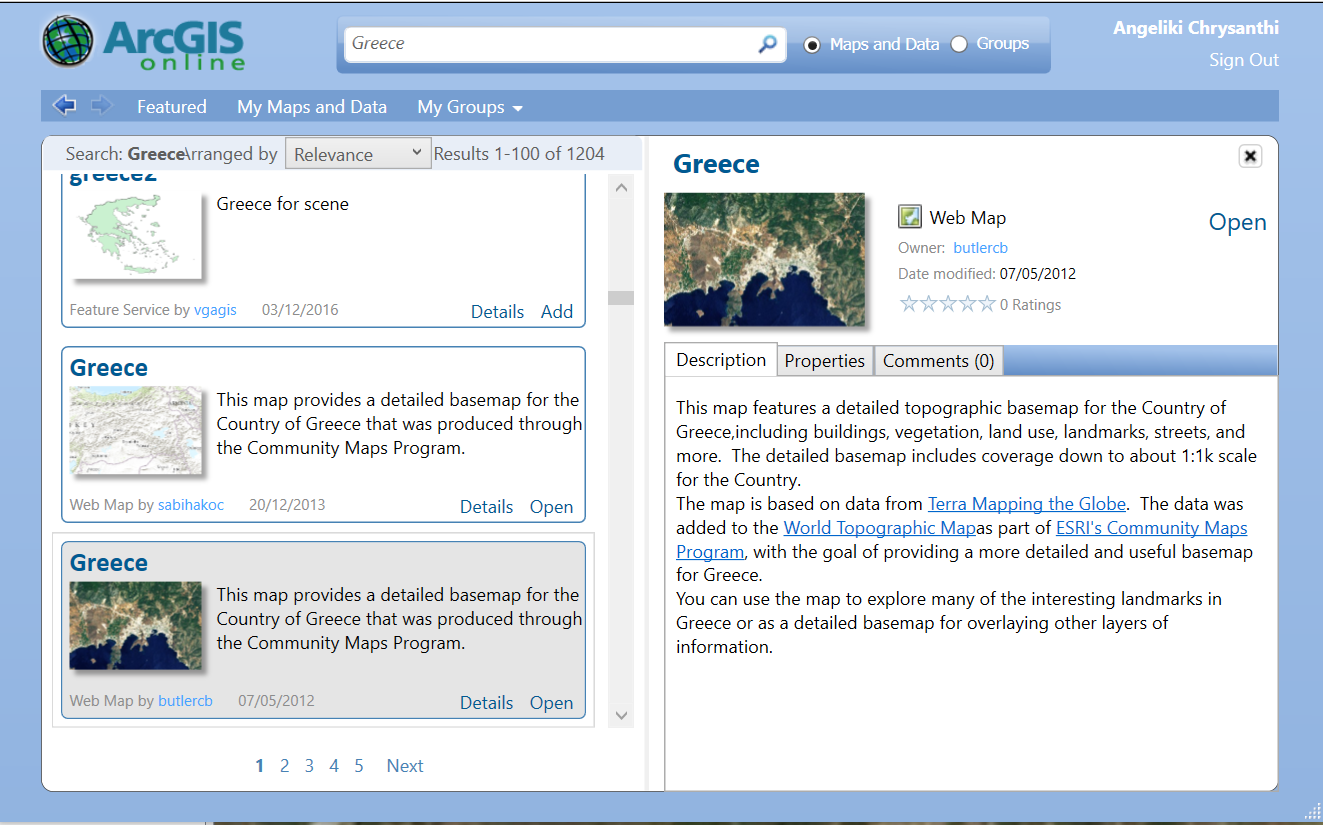 ArcGIS
online
Greece
Maps and Data
Groups
Angeliki Chrysanthi
Sign Out
Featured
My Maps and Data
My Groups
Search: Greece
rranged by
Relevance
Results 1-100 of 1204
greece2
Greece for scene
Feature Service by vgagis 03/12/2016
Details Add
Greece
This map provides a detailed basemap for the
Country of Greece that was produced through
the Community Maps Program.
Web Map by sabihakoc 20/12/2013
Details Open
Greece
This map provides a detailed basemap for the
Country of Greece that was produced through
the Community Maps Program.
Web Map by butlercb 07/05/2012
Details Open
1 2 3 4 5 Next
Greece
Web Map
Open
Owner: butlercb
Date modified: 07/05/2012
0 Ratings
Description
Properties
Comments (0)
This map features a detailed topographic basemap for the Country of
Greece,including buildings, vegetation, land use, landmarks, streets, and
more. The detailed basemap includes coverage down to about 1:1k scale
for the Country.
The map is based on data from Terra Mapping the Globe. The data was
added to the World Topographic Mapas part of ESRI's Community Maps
Program, with the goal of providing a more detailed and useful basemap
for Greece.
You can use the map to explore many of the interesting landmarks in
Greece or as a detailed basemap for overlaying other layers of
information.